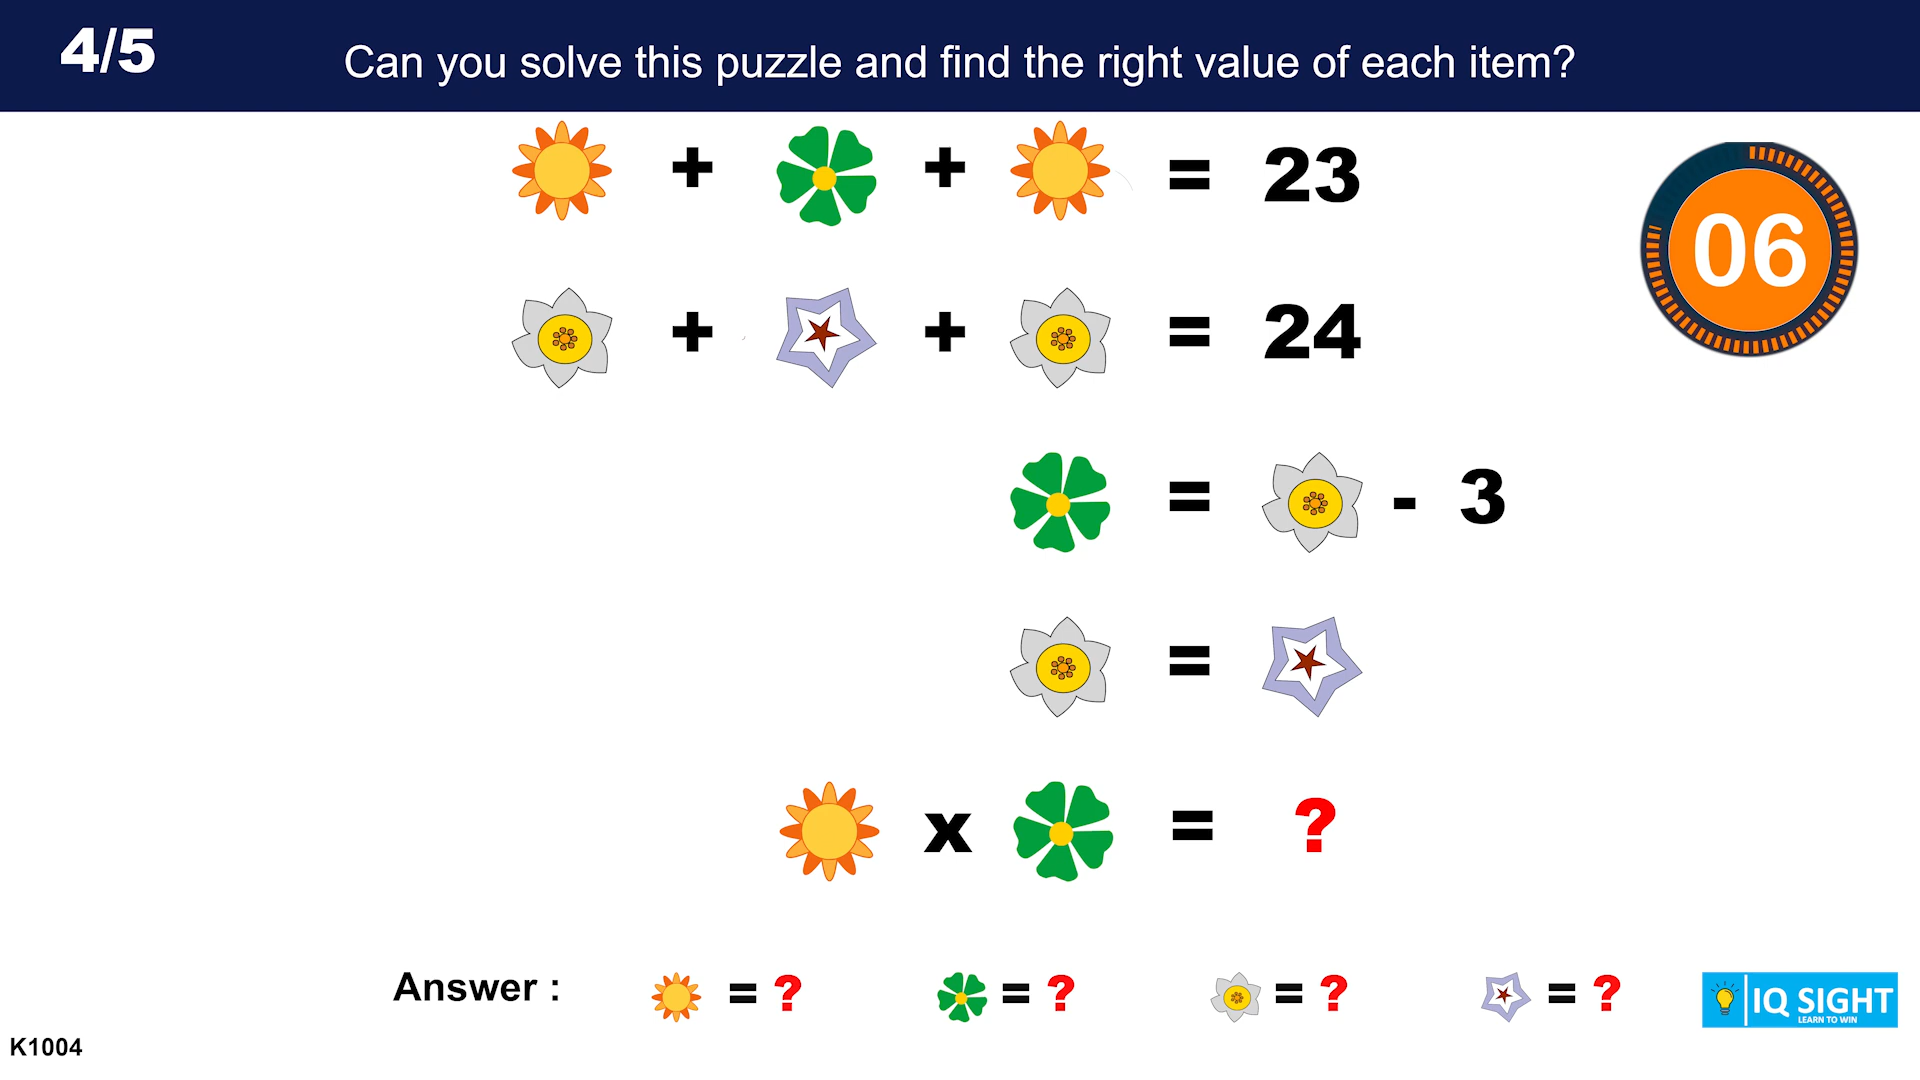 4/5
Can you solve this puzzle and find the right value of each item?
+ + = 23
06
+ + = 24
= - 3
=
x = ?
Answer : = ? = ? = ? = ?
IQ SIGHT
LEARN TO WIN
K1004